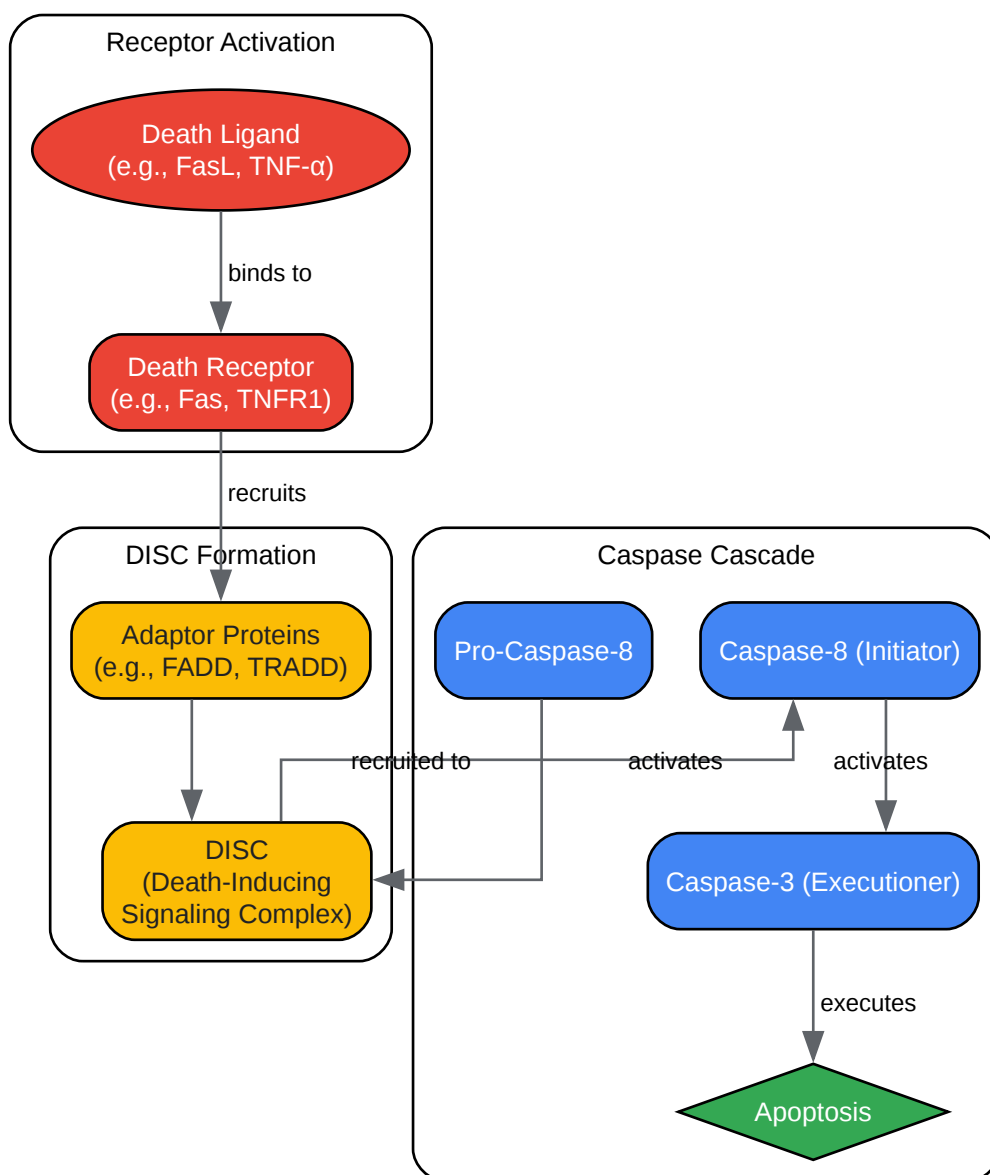 Receptor Activation
Death Ligand
(e.g., FasL, TNF-α)
binds to
Death Receptor
(e.g., Fas, TNFR1)
recruits
DISC Formation
Caspase Cascade
Adaptor Proteins
(e.g., FADD, TRADD)
Pro-Caspase-8
Caspase-8 (Initiator)
recruited to
activates
activates
DISC
(Death-Inducing
Signaling Complex)
Caspase-3 (Executioner)
executes
Apoptosis